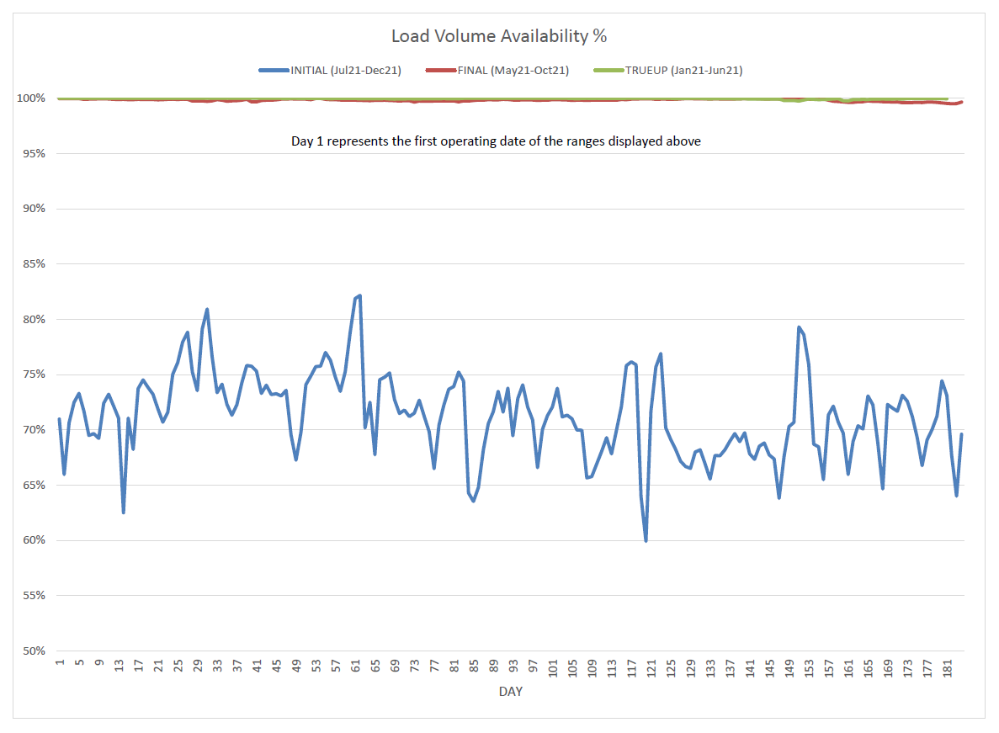 Load Volume Availability %
INITIAL (Jul21-Dec21) FINAL (May21-Oct21) TRUEUP (Jan21-Jun21)
100%
Day 1 represents the first operating date of the ranges displayed above
95%
90%
85%
80%
75%
70%
65%
60%
55%
50%
1 5 9 13 17 21 25 29 33 37 41 45 49 53 57 61 65 69 73 77 81 85 89 93 97 101 105 109 113 117 121 125 129 133 137 141 145 149 153 157 161 165 169 173 177 181
DAY